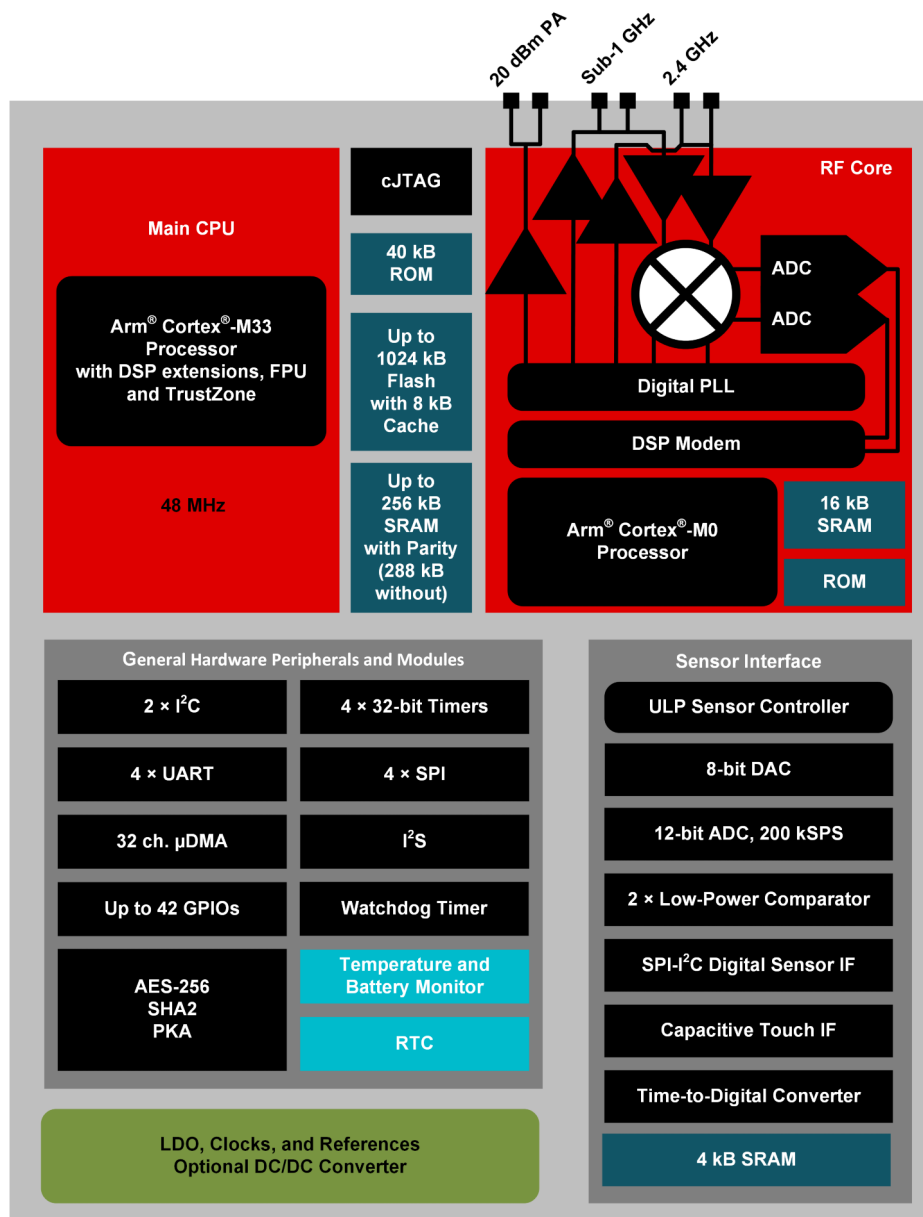 20 dBm PA
Sub-1 GHz
2.4 GHz
Main CPU
Arm® Cortex®-M33
Processor
with DSP extensions, FPU
and TrustZone
48 MHz
cJTAG
40 kB
ROM
Up to
1024 kB
Flash
with 8 kB
Cache
Up to
256 kB
SRAM
with Parity
(288 kB
without)
RF Core
ADC
ADC
Digital PLL
DSP Modem
Arm® Cortex®-M0
Processor
16 kB
SRAM
ROM
General Hardware Peripherals and Modules
2 × I²C
4 × 32-bit Timers
4 × UART
4 × SPI
32 ch. µDMA
I²S
Up to 42 GPIOs
Watchdog Timer
AES-256
SHA2
PKA
Temperature and
Battery Monitor
RTC
LDO, Clocks, and References
Optional DC/DC Converter
Sensor Interface
ULP Sensor Controller
8-bit DAC
12-bit ADC, 200 kSPS
2 × Low-Power Comparator
SPI-I²C Digital Sensor IF
Capacitive Touch IF
Time-to-Digital Converter
4 kB SRAM